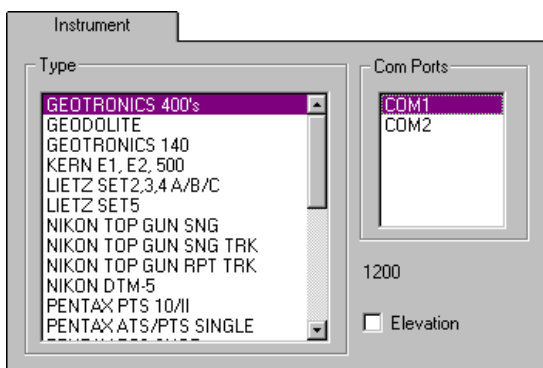 Instrument
Type
GEOTRONICS 400's
GEODOLITE
GEOTRONICS 140
KERN E1, E2, 500
LIETZ SET2,3,4 A/B/C
LIETZ SET5
NIKON TOP GUN SNG
NIKON TOP GUN SNG TRK
NIKON TOP GUN RPT TRK
NIKON DTM-5
PENTAX PTS 10/II
PENTAX ATS/PTS SINGLE
Com Ports
COM1
COM2
1200
Elevation